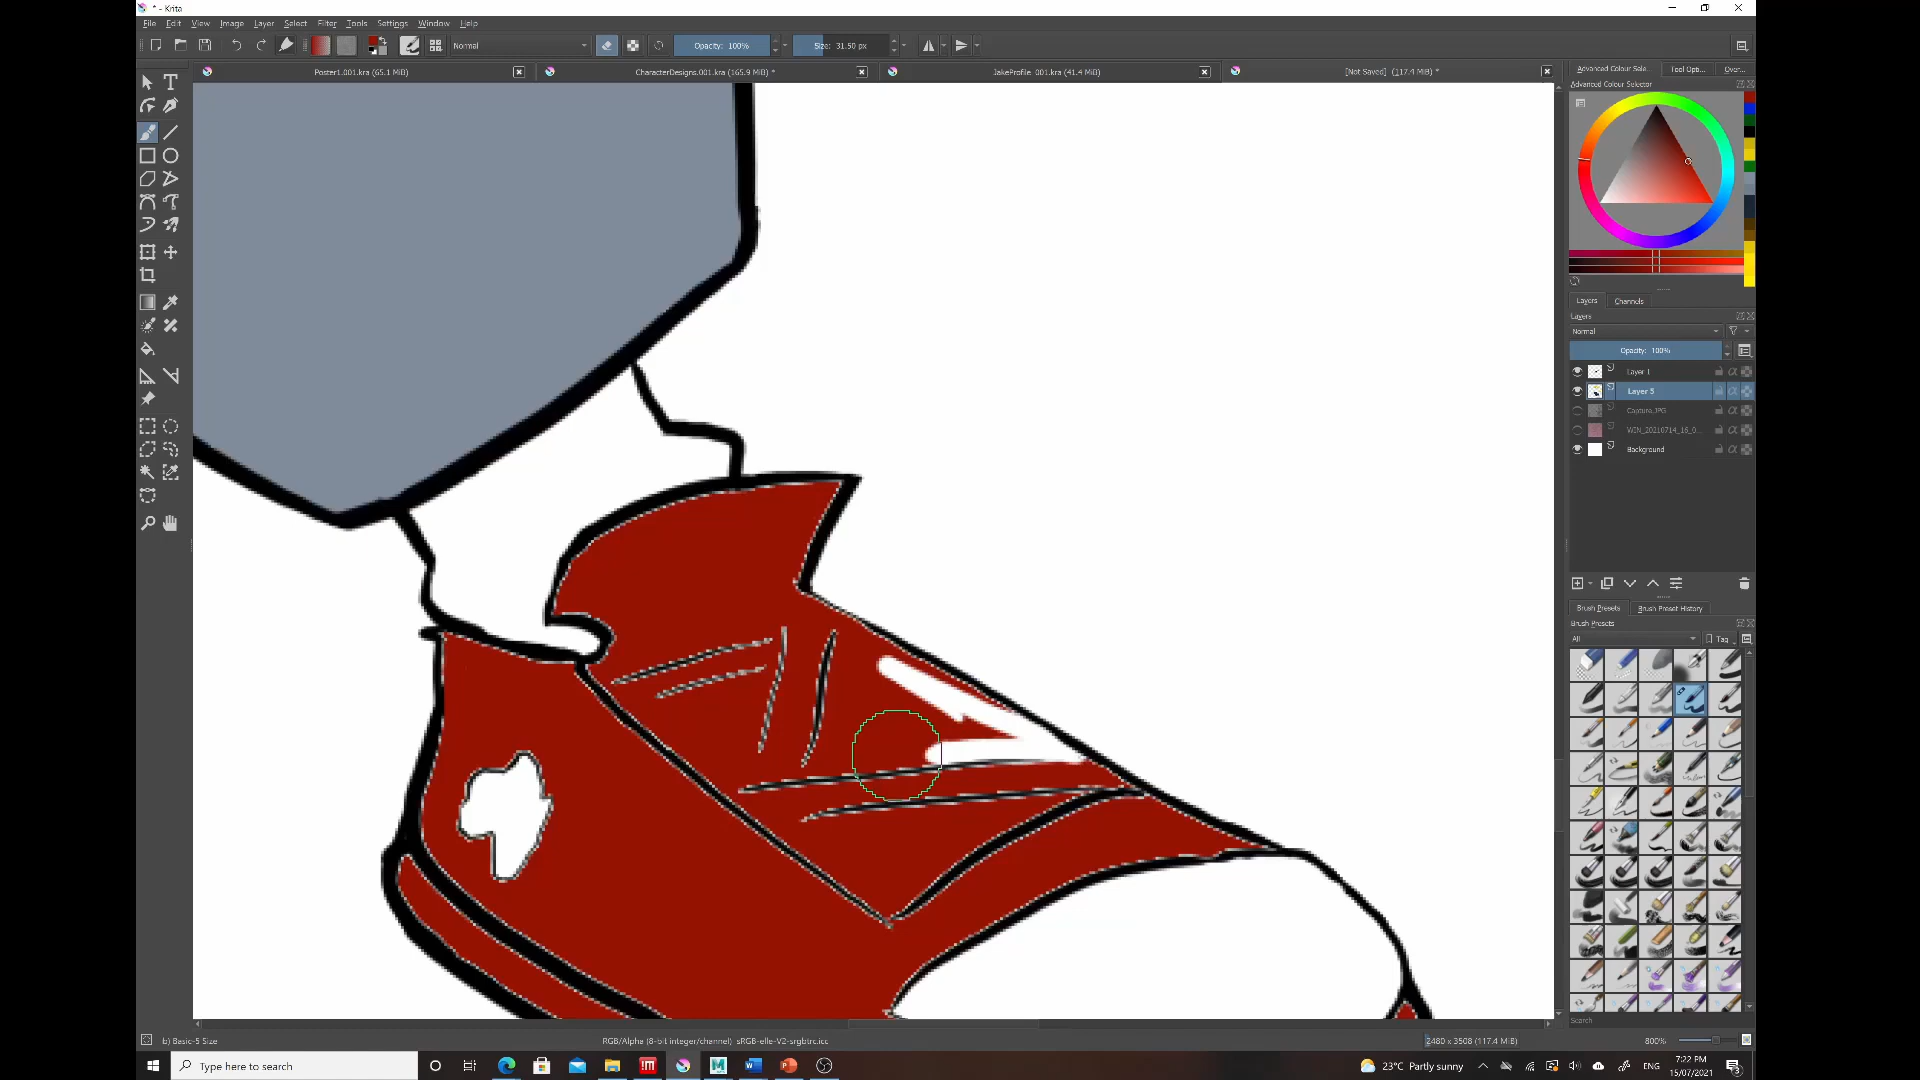 * - Krita
File Edit View Image Layer Select Filter Tools Settings Window Help
Normal Opacity: 100% Size: 31.50 px
Poster1.001.kra (65.1 MiB) CharacterDesigns.001.kra (165.9 MiB) * JakeProfile_001.kra (41.4 MiB) [Not Saved] (117.4 MiB) *
Advanced Colour Sele... Tool Opt... Over...
Advanced Colour Selector
Layers Channels
Layers
Normal
Opacity: 100%
Layer 1
Layer 5
Capture.JPG
WIN_20210714_16_0...
Background
Brush Presets Brush Preset History
Brush Presets
All Tag
Search
b) Basic-5 Size RGB/Alpha (8-bit integer/channel) sRGB-elle-V2-srgbtrc.icc 2480 x 3508 (117.4 MiB) 800%
Type here to search 23°C Partly sunny ENG 7:22 PM
15/07/2021